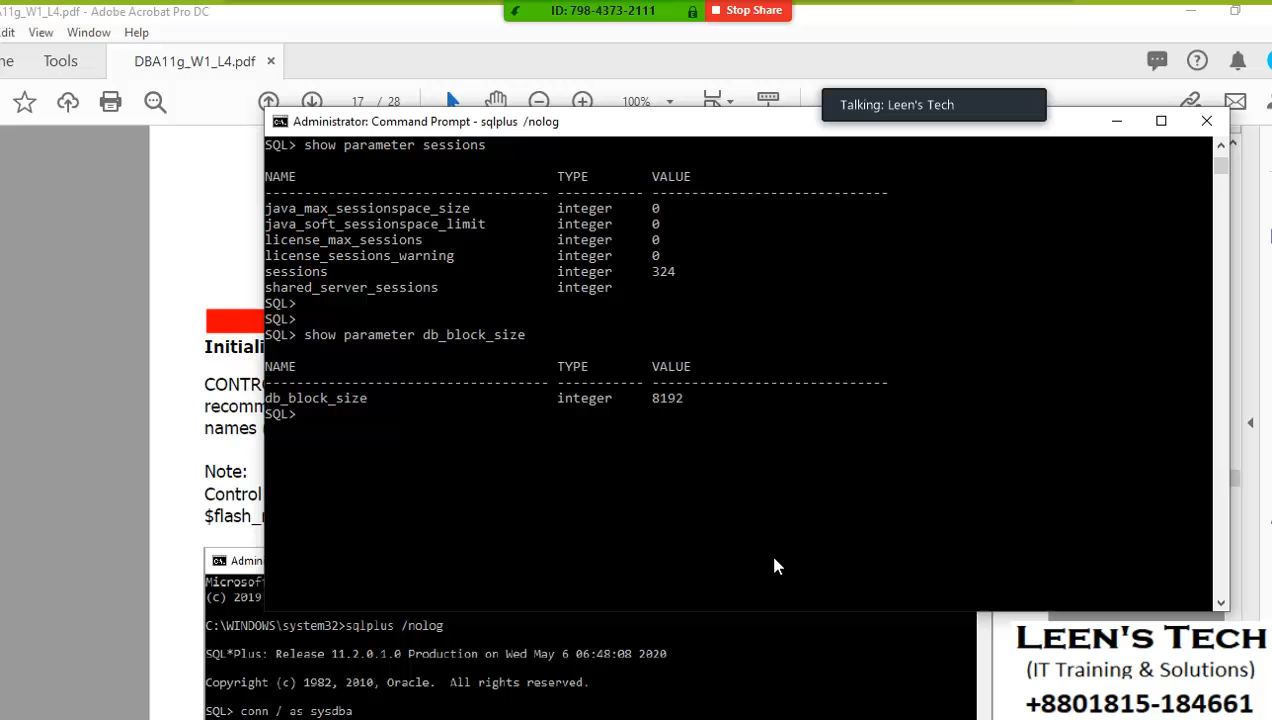 A11g_W1_L4.pdf - Adobe Acrobat Pro DC
ID: 798-4373-2111
Stop Share
View Window Help
Tools
DBA11g_W1_L4.pdf
17 / 28
100%
Talking: Leen's Tech
Administrator: Command Prompt - sqlplus /nolog
SQL> show parameter sessions
NAME TYPE VALUE
------------------------------------ ----------- ------------------------------
java_max_sessionspace_size integer 0
java_soft_sessionspace_limit integer 0
license_max_sessions integer 0
license_sessions_warning integer 0
sessions integer 324
shared_server_sessions integer
SQL>
SQL>
SQL> show parameter db_block_size
NAME TYPE VALUE
------------------------------------ ----------- ------------------------------
db_block_size integer 8192
SQL>
Initiali
CONTR
recomm
names (
Note:
Control
$flash_r
Admin
Microsof
(c) 2019
C:\WINDOWS\system32>sqlplus /nolog
SQL*Plus: Release 11.2.0.1.0 Production on Wed May 6 06:48:08 2020
Copyright (c) 1982, 2010, Oracle. All rights reserved.
SQL> conn / as sysdba
LEEN'S TECH
(IT Training & Solutions)
+8801815-184661